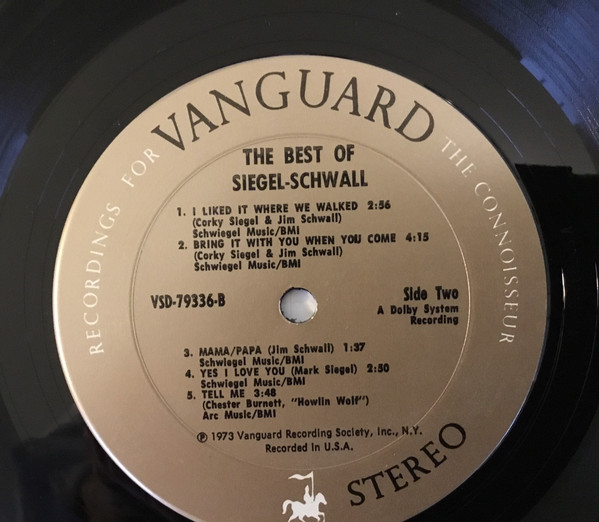 RECORDINGS FOR VANGUARD THE CONNOISSEUR
THE BEST OF
SIEGEL-SCHWALL
1. I LIKED IT WHERE WE WALKED 2:56
(Corky Siegel & Jim Schwall)
Schwiegel Music/BMI
2. BRING IT WITH YOU WHEN YOU COME 4:15
(Corky Siegel & Jim Schwall)
Schwiegel Music/BMI
VSD-79336-B
Side Two
A Dolby System
Recording
3. MAMA/PAPA (Jim Schwall) 1:37
Schwiegel Music/BMI
4. YES I LOVE YOU (Mark Siegel) 2:50
Schwiegel Music/BMI
5. TELL ME 3:48
(Chester Burnett, "Howlin Wolf")
Arc Music/BMI
℗ 1973 Vanguard Recording Society, Inc., N.Y.
Recorded in U.S.A.
STEREO